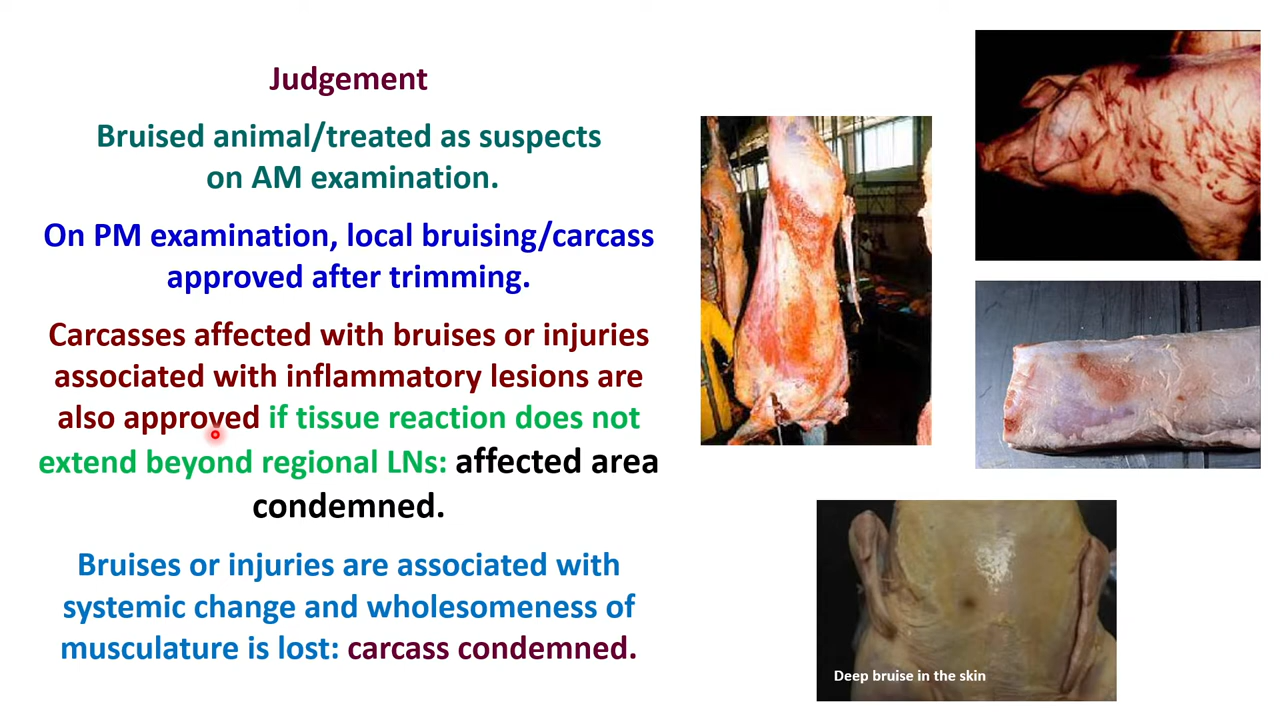 Judgement
Bruised animal/treated as suspects
on AM examination.
On PM examination, local bruising/carcass
approved after trimming.
Carcasses affected with bruises or injuries
associated with inflammatory lesions are
also approved if tissue reaction does not
extend beyond regional LNs: affected area
condemned.
Bruises or injuries are associated with
systemic change and wholesomeness of
musculature is lost: carcass condemned.
Deep bruise in the skin